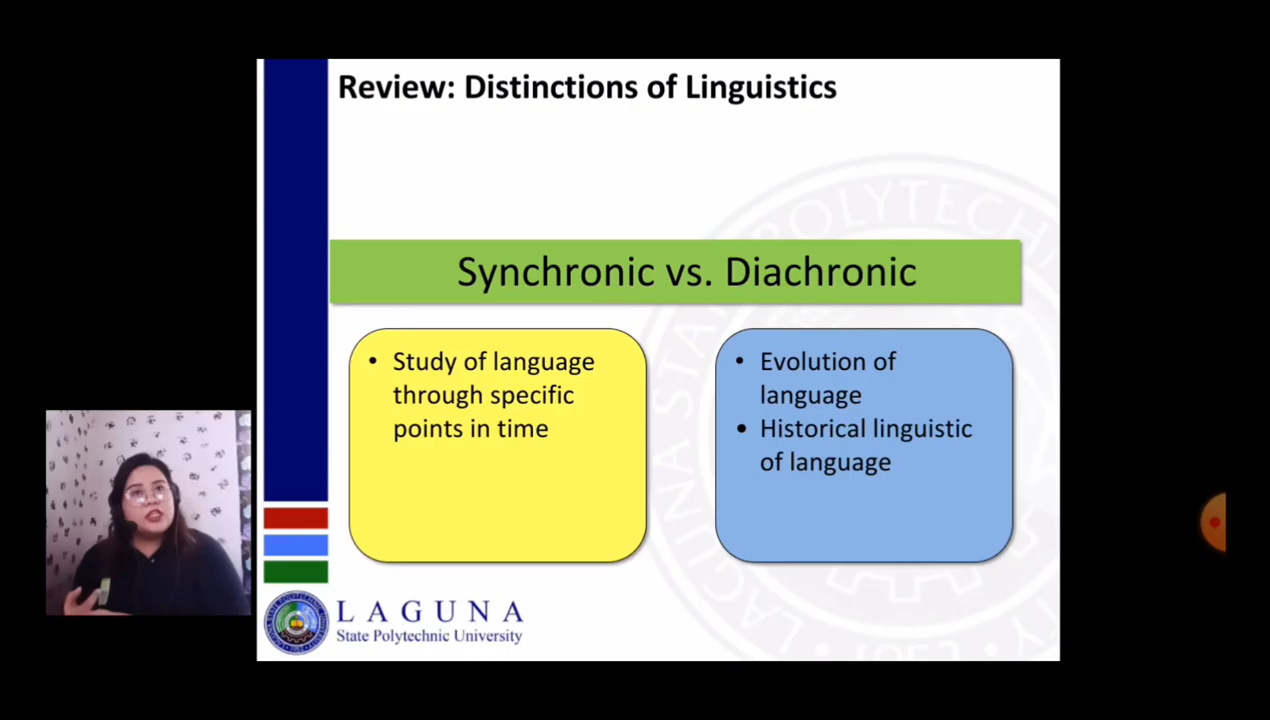 Review: Distinctions of Linguistics
Synchronic vs. Diachronic
• Study of language
through specific
points in time
• Evolution of
language
• Historical linguistic
of language
LAGUNA
State Polytechnic University